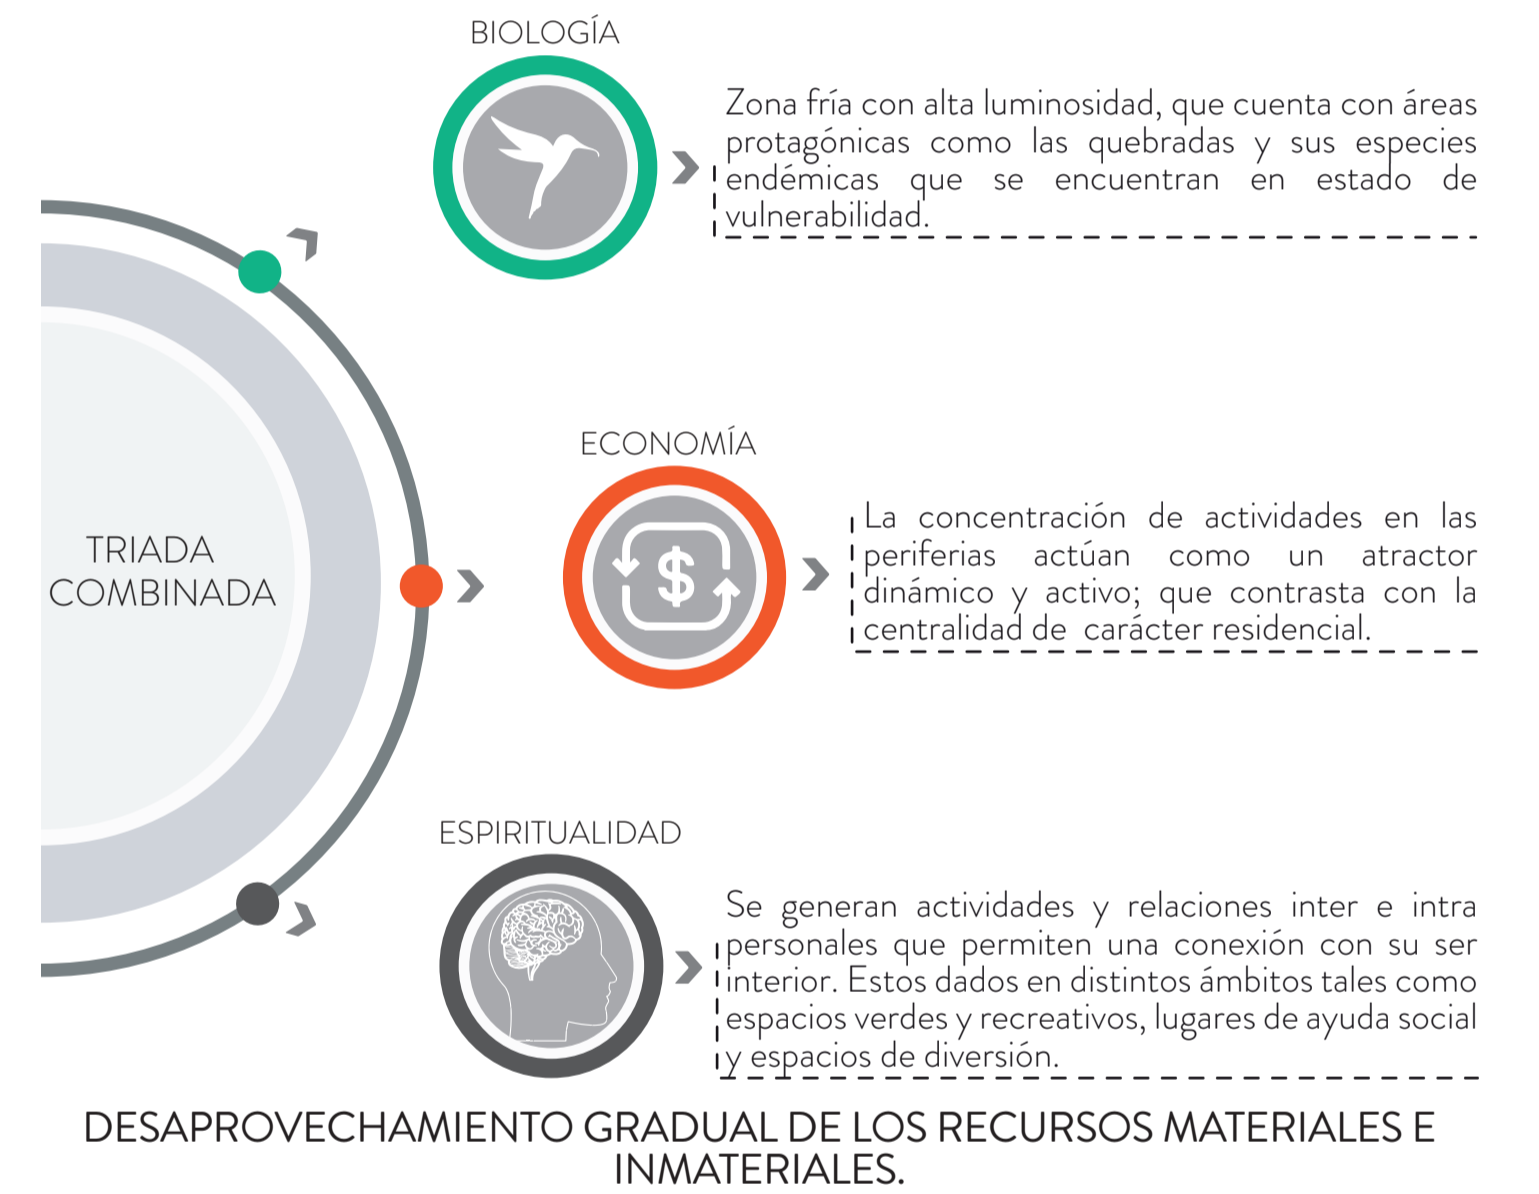 BIOLOGÍA
Zona fría con alta luminosidad, que cuenta con áreas
protagónicas como las quebradas y sus especies
endémicas que se encuentran en estado de
vulnerabilidad.
TRIADA
COMBINADA
ECONOMÍA
$
La concentración de actividades en las
periferias actúan como un atractor
dinámico y activo; que contrasta con la
centralidad de carácter residencial.
ESPIRITUALIDAD
Se generan actividades y relaciones inter e intra
personales que permiten una conexión con su ser
interior. Estos dados en distintos ámbitos tales como
espacios verdes y recreativos, lugares de ayuda social
y espacios de diversión.
DESAPROVECHAMIENTO GRADUAL DE LOS RECURSOS MATERIALES E
INMATERIALES.